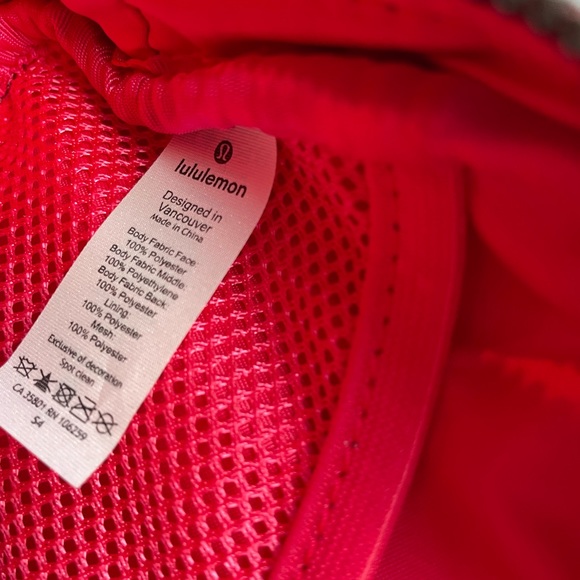 lululemon
Designed in
Vancouver
Made in China
Body Fabric Face:
100% Polyester
Body Fabric Middle:
100% Polyethylene
Body Fabric Back:
100% Polyester
Lining:
100% Polyester
Mesh:
100% Polyester
Exclusive of decoration
Spot clean
CA 35801 RN 106259
S4